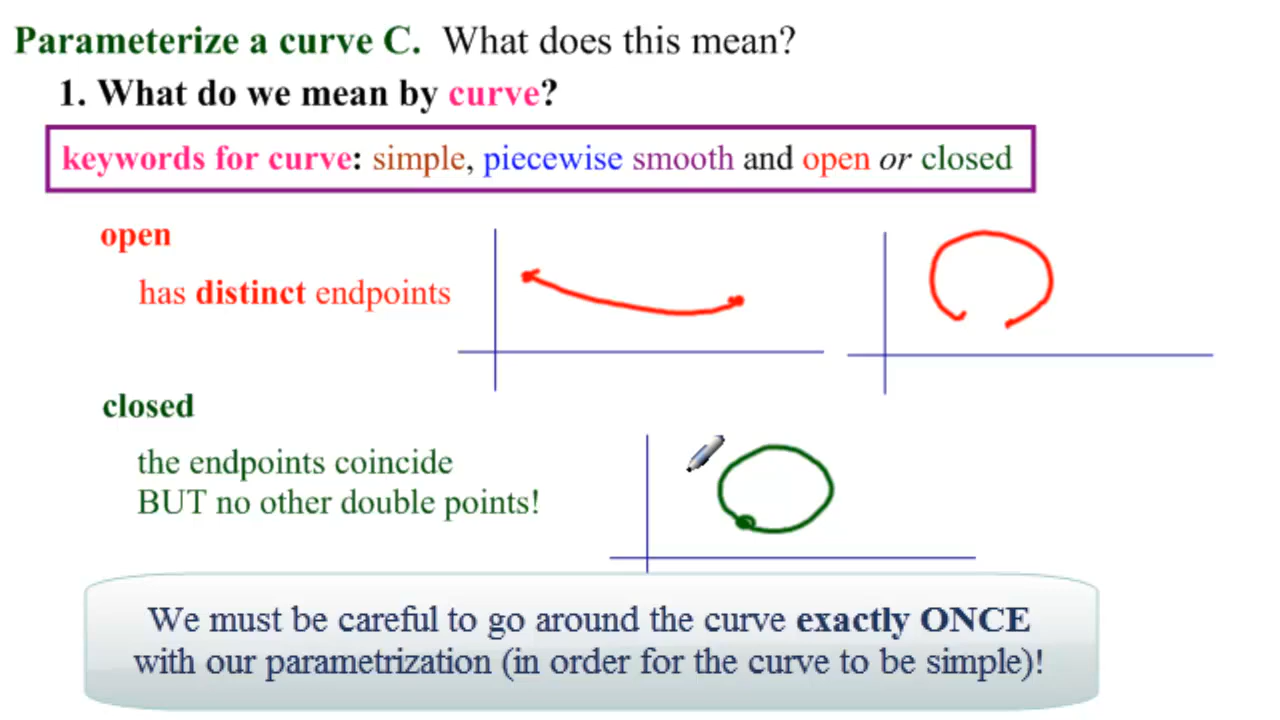 Parameterize a curve C. What does this mean?
1. What do we mean by curve?
keywords for curve: simple, piecewise smooth and open or closed
open
has distinct endpoints
closed
the endpoints coincide
BUT no other double points!
We must be careful to go around the curve exactly ONCE
with our parametrization (in order for the curve to be simple)!